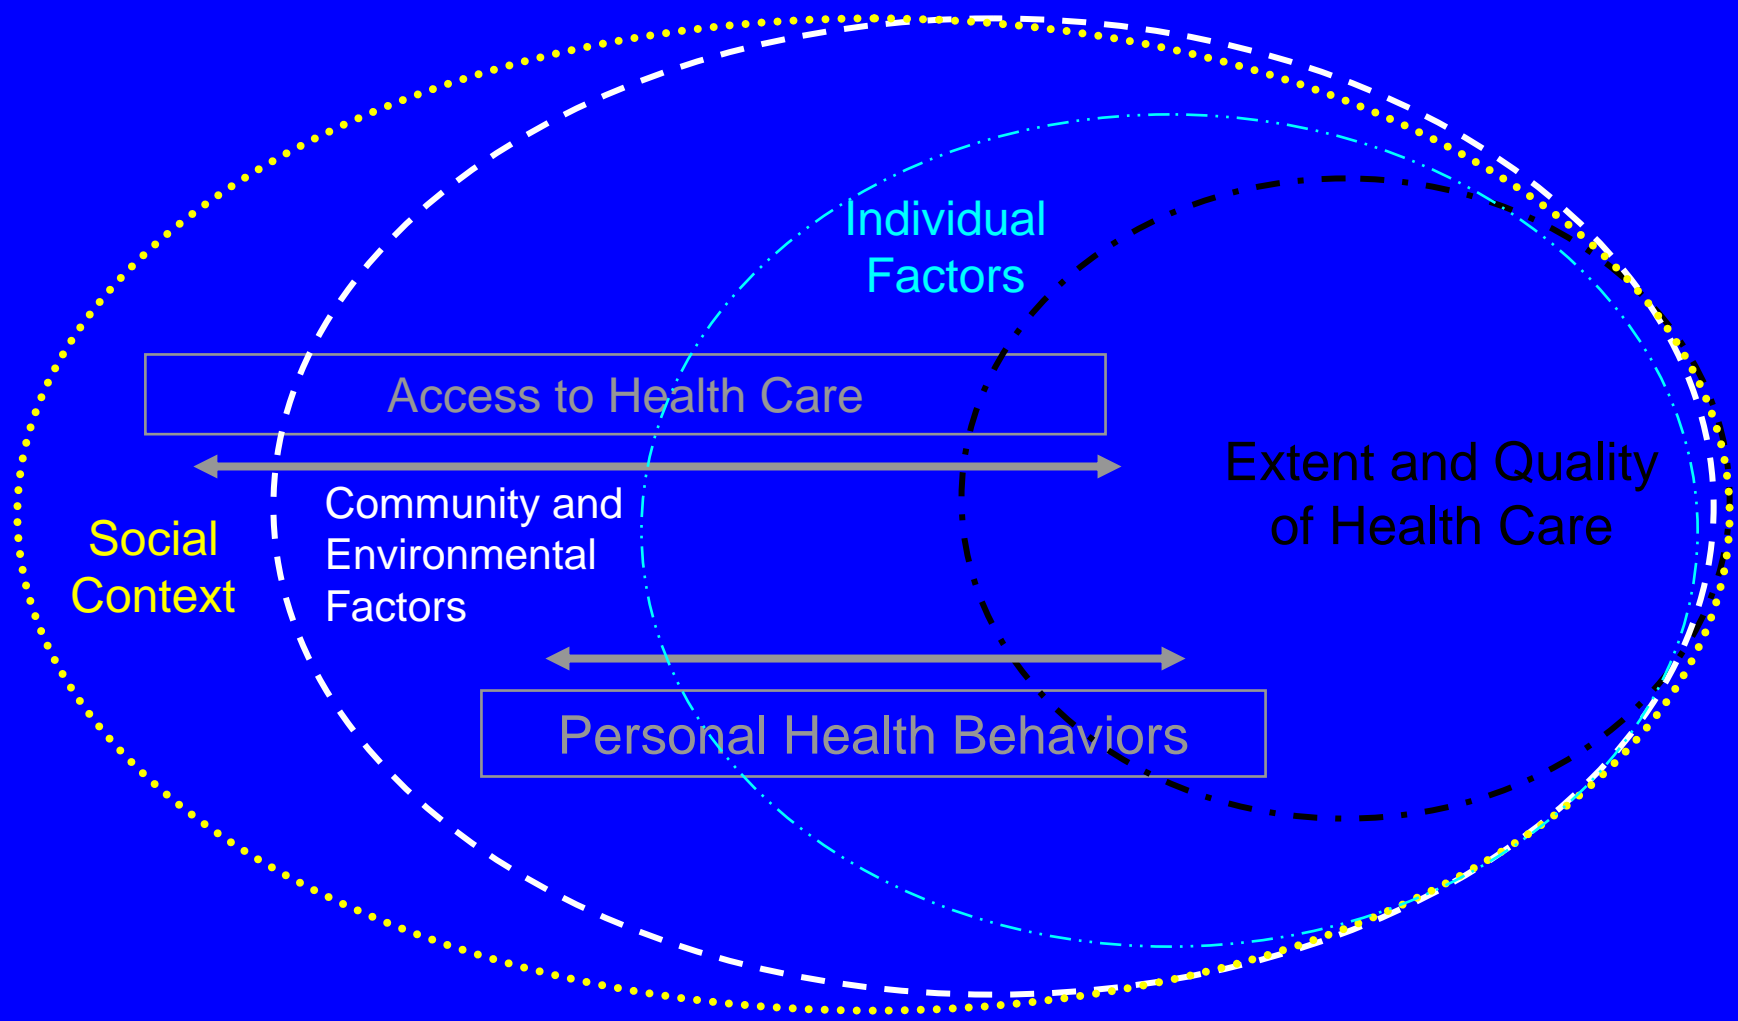 Individual
Factors
Access to Health Care
Extent and Quality
of Health Care
Community and
Environmental
Factors
Social
Context
Personal Health Behaviors